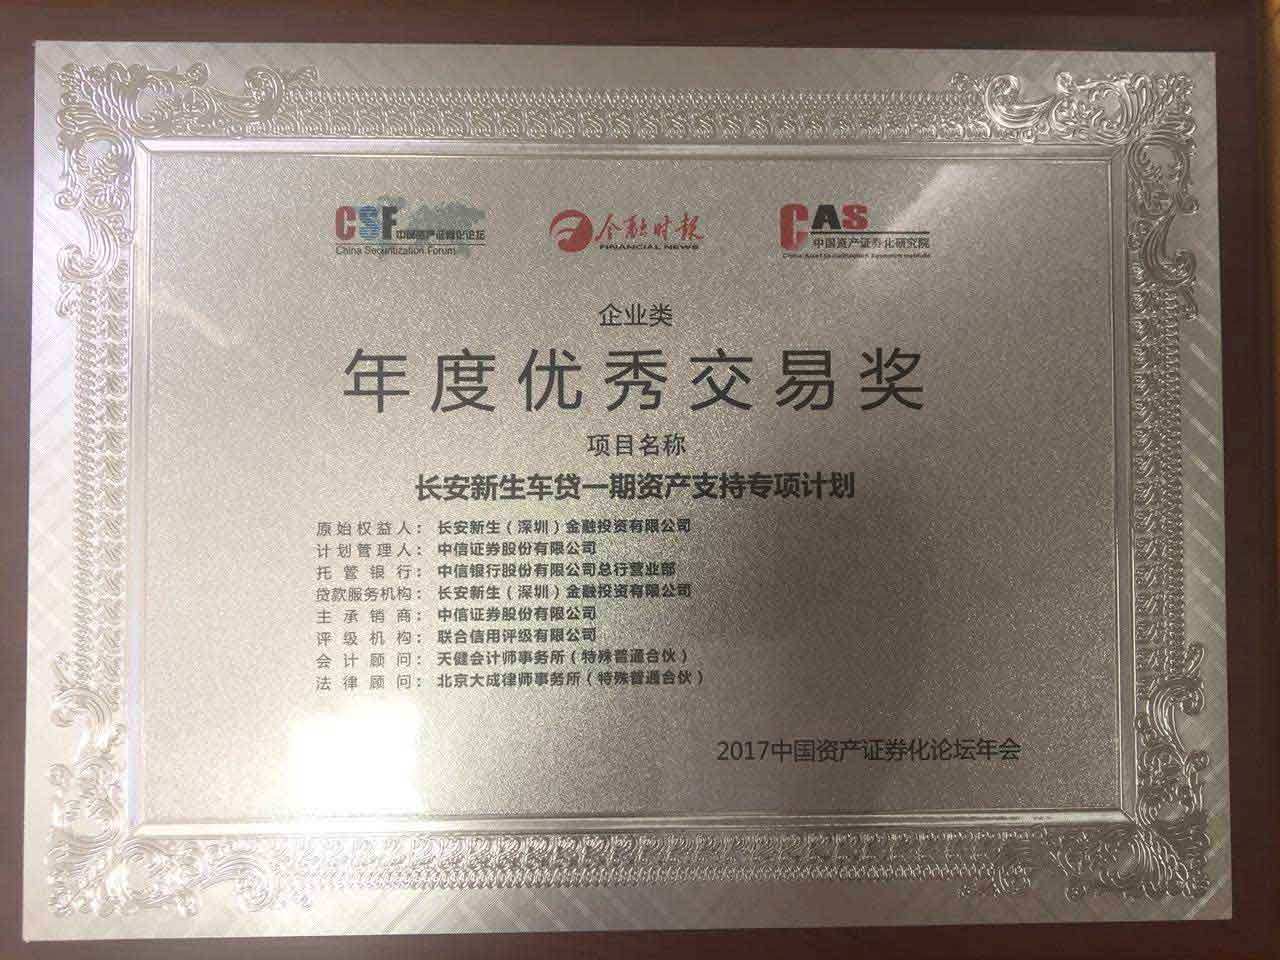 CSF
中国资产证券化论坛
China Securitization Forum
金融时报
FINANCIAL NEWS
CAS
中国资产证券化研究院
China Asset Securitization Research Institute
企业类
年度优秀交易奖
项目名称
长安新生车贷一期资产支持专项计划
原始权益人：长安新生（深圳）金融投资有限公司
计划管理人：中信证券股份有限公司
托管银行：中信银行股份有限公司总行营业部
贷款服务机构：长安新生（深圳）金融投资有限公司
主承销商：中信证券股份有限公司
评级机构：联合信用评级有限公司
会计顾问：天健会计师事务所（特殊普通合伙）
法律顾问：北京大成律师事务所（特殊普通合伙）
2017中国资产证券化论坛年会